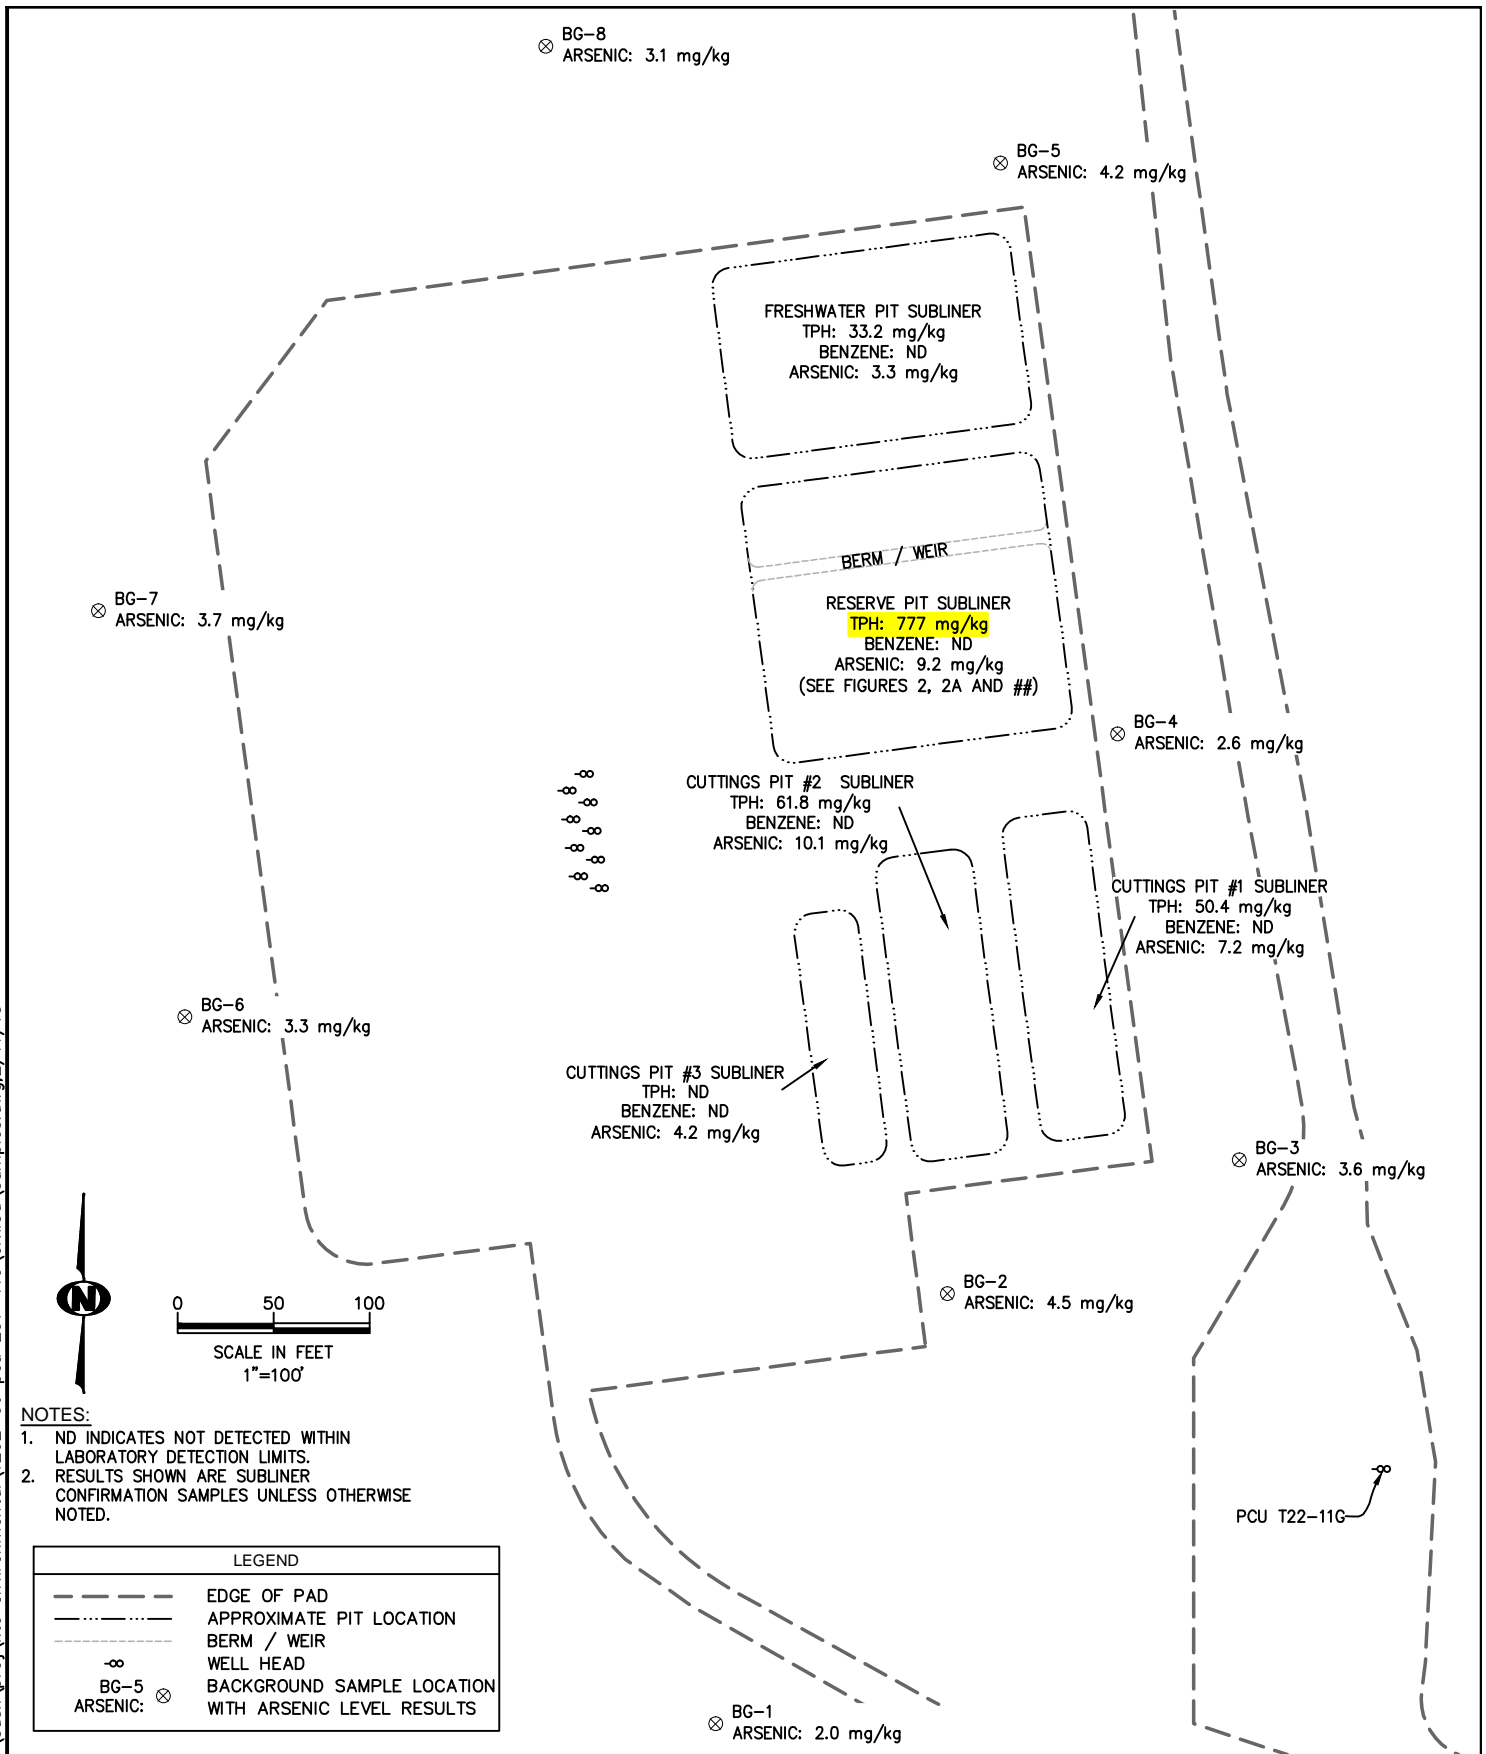 BG-8
ARSENIC: 3.1 mg/kg
BG-5
ARSENIC: 4.2 mg/kg
FRESHWATER PIT SUBLINER
TPH: 33.2 mg/kg
BENZENE: ND
ARSENIC: 3.3 mg/kg
BERM / WEIR
RESERVE PIT SUBLINER
TPH: 777 mg/kg
BENZENE: ND
ARSENIC: 9.2 mg/kg
(SEE FIGURES 2, 2A AND ##)
BG-7
ARSENIC: 3.7 mg/kg
BG-4
ARSENIC: 2.6 mg/kg
CUTTINGS PIT #2 SUBLINER
TPH: 61.8 mg/kg
BENZENE: ND
ARSENIC: 10.1 mg/kg
CUTTINGS PIT #1 SUBLINER
TPH: 50.4 mg/kg
BENZENE: ND
ARSENIC: 7.2 mg/kg
BG-6
ARSENIC: 3.3 mg/kg
CUTTINGS PIT #3 SUBLINER
TPH: ND
BENZENE: ND
ARSENIC: 4.2 mg/kg
BG-3
ARSENIC: 3.6 mg/kg
BG-2
ARSENIC: 4.5 mg/kg
N
0 50 100
SCALE IN FEET
1"=100'
NOTES:
1. ND INDICATES NOT DETECTED WITHIN
LABORATORY DETECTION LIMITS.
2. RESULTS SHOWN ARE SUBLINER
CONFIRMATION SAMPLES UNLESS OTHERWISE
NOTED.
PCU T22-11G
LEGEND
EDGE OF PAD
APPROXIMATE PIT LOCATION
BERM / WEIR
WELL HEAD
BG-5
ARSENIC:
BACKGROUND SAMPLE LOCATION
WITH ARSENIC LEVEL RESULTS
BG-1
ARSENIC: 2.0 mg/kg